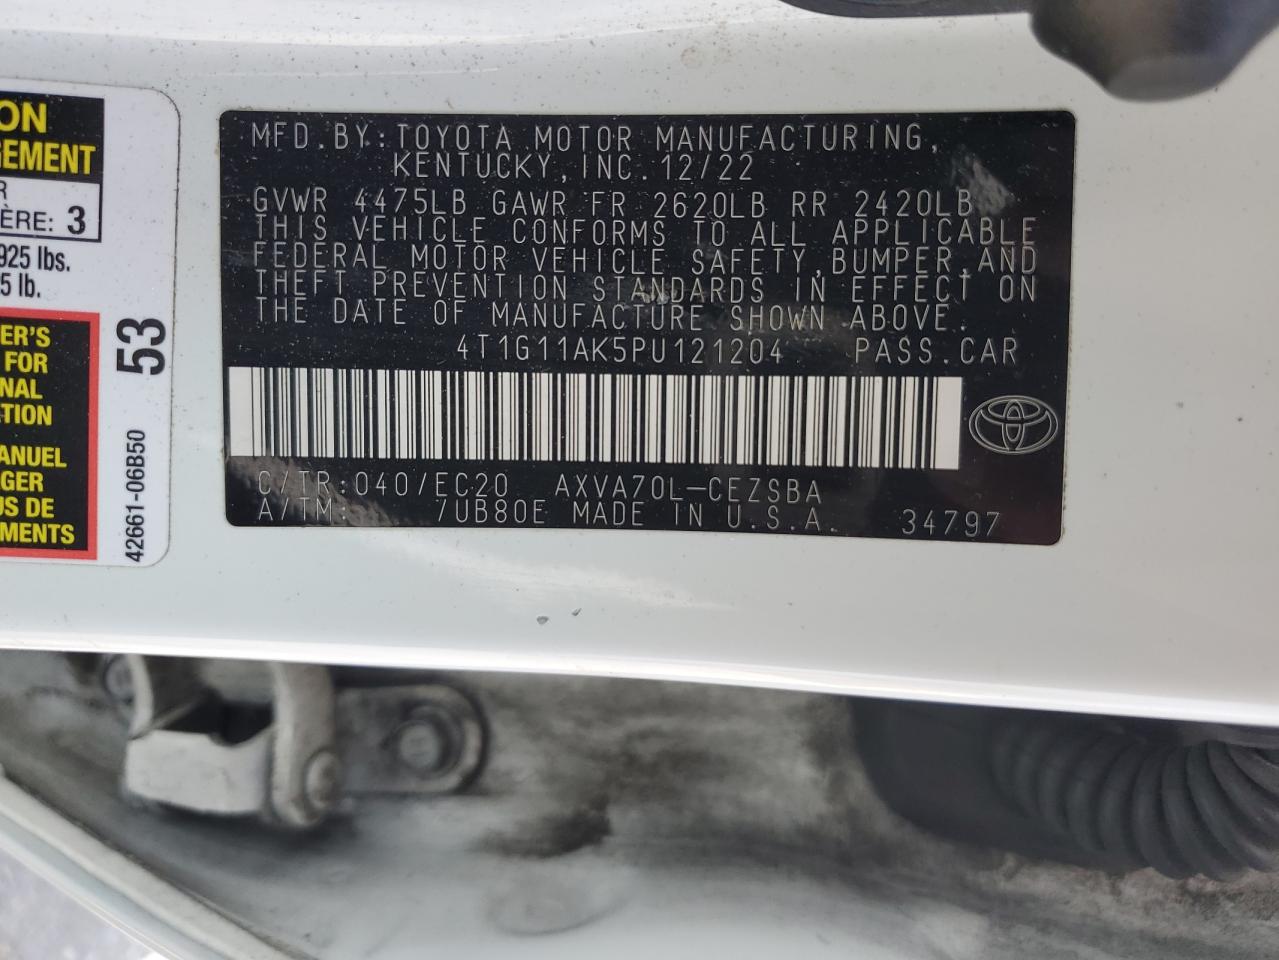 ON
GEMENT
R
ÈRE: 3
925 lbs.
5 lb.
ER'S
FOR
NAL
TION
ANUEL
GER
US DE
MENTS
53
42661-06B50
MFD.BY:TOYOTA MOTOR MANUFACTURING,
KENTUCKY,INC.12/22
GVWR 4475LB GAWR FR 2620LB RR 2420LB
THIS VEHICLE CONFORMS TO ALL APPLICABLE
FEDERAL MOTOR VEHICLE SAFETY,BUMPER,AND
THEFT PREVENTION STANDARDS IN EFFECT ON
THE DATE OF MANUFACTURE SHOWN ABOVE.
4T1G11AK5PU121204 PASS.CAR
C/TR:040/EC20 AXVA70L-CEZSBA
A/TM: /UB80E MADE IN U.S.A. 34797